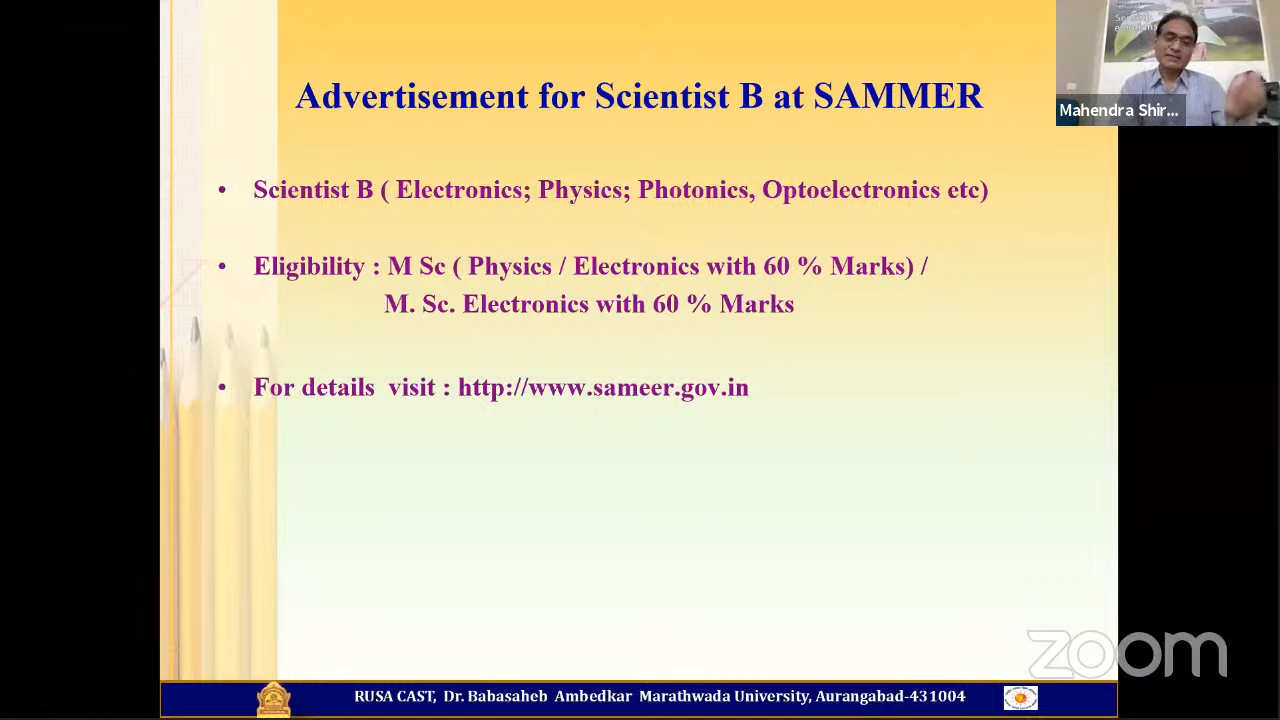 Advertisement for Scientist B at SAMMER
Mahendra Shir...
• Scientist B ( Electronics; Physics; Photonics, Optoelectronics etc)
• Eligibility : M Sc ( Physics / Electronics with 60 % Marks) /
M. Sc. Electronics with 60 % Marks
• For details visit : http://www.sameer.gov.in
zoom
RUSA CAST, Dr. Babasaheb Ambedkar Marathwada University, Aurangabad-431004